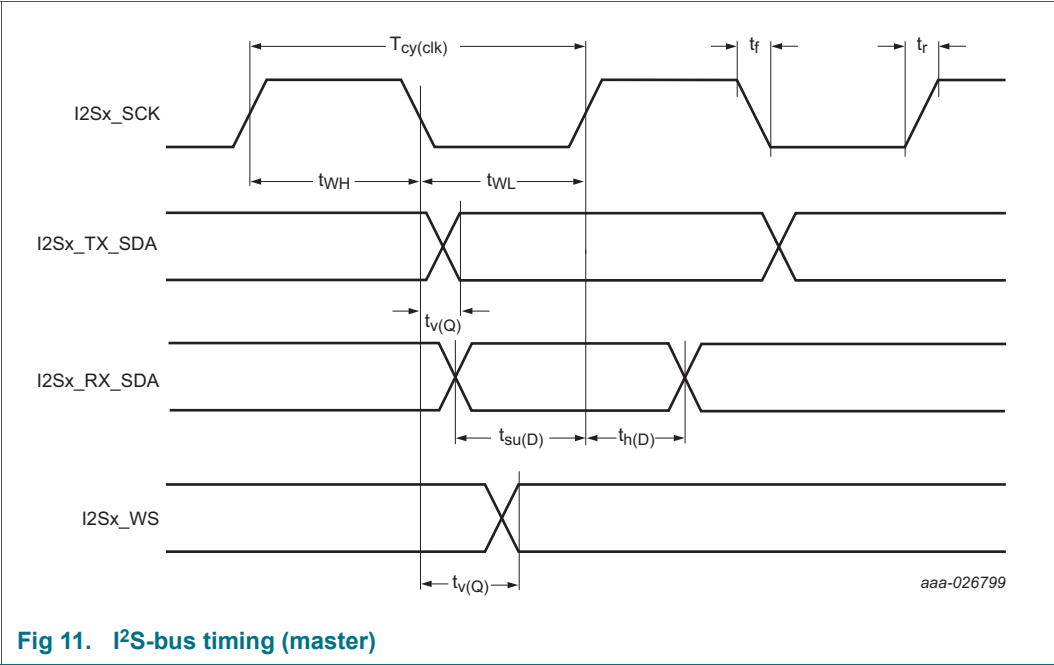 Tcy(clk) tf tr
I2Sx_SCK
tWH tWL
I2Sx_TX_SDA
tv(Q)
I2Sx_RX_SDA
tsu(D) th(D)
I2Sx_WS
tv(Q)
aaa-026799
Fig 11. I²S-bus timing (master)